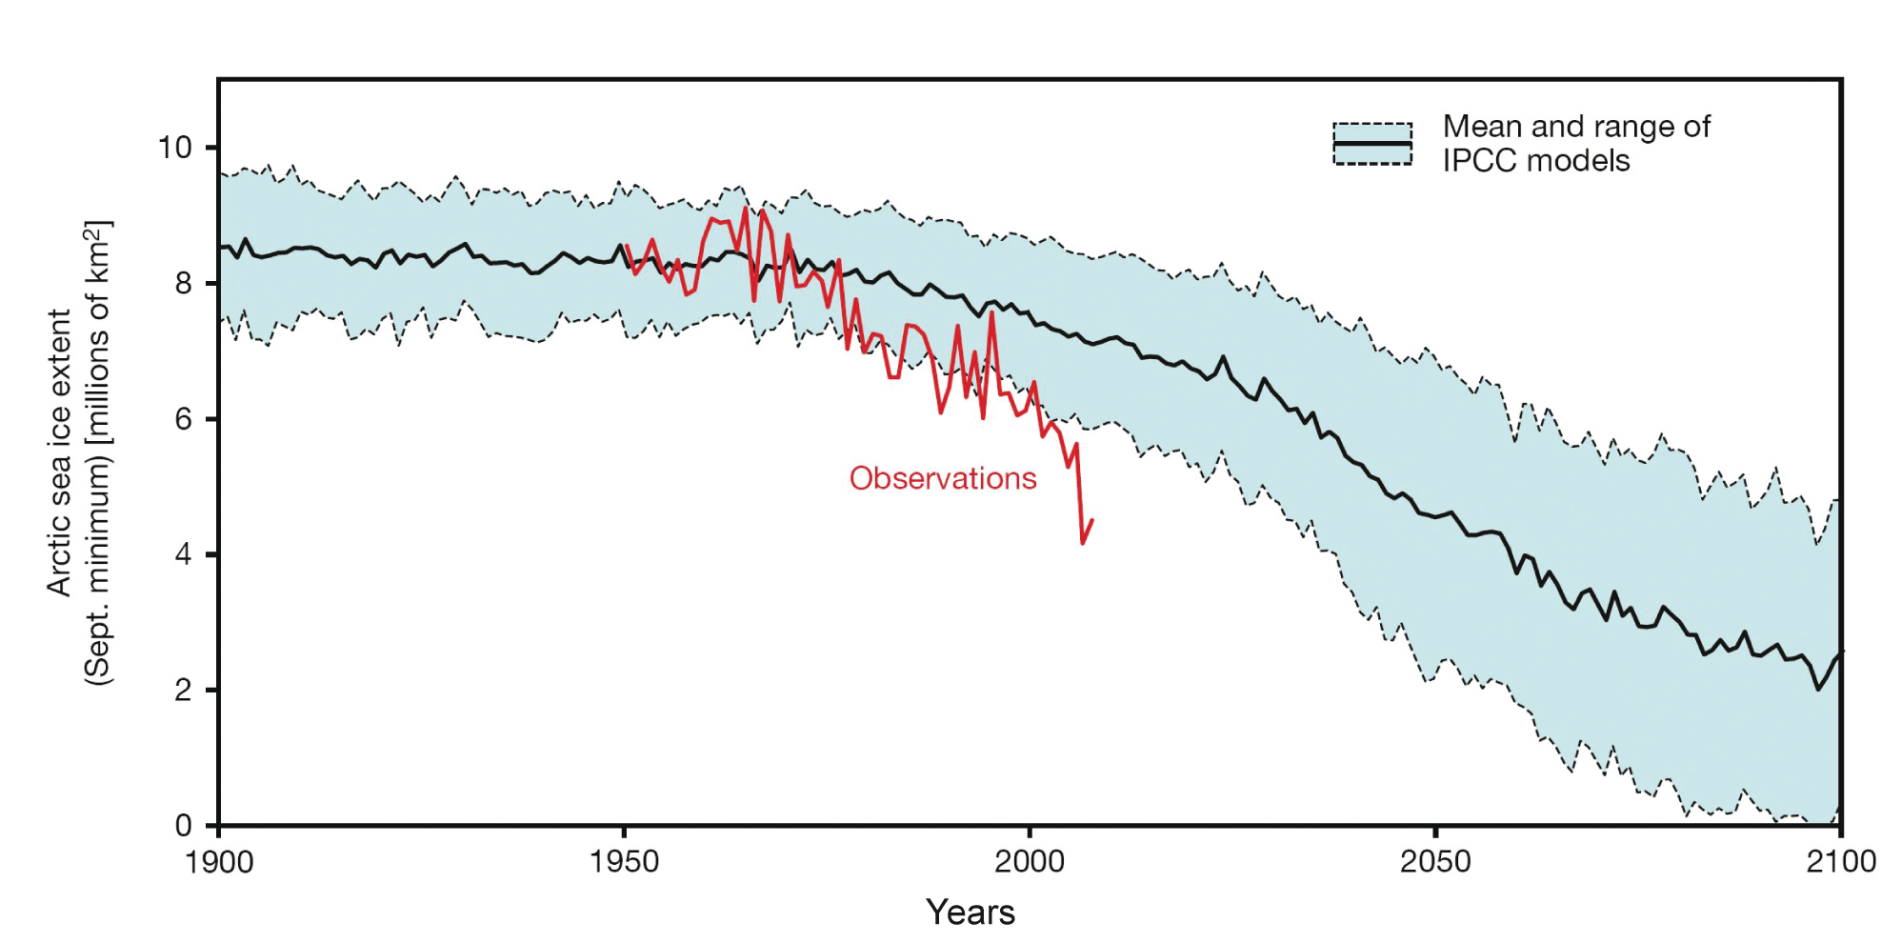 Mean and range of
IPCC models
Arctic sea ice extent
(Sept. minimum) [millions of km²]
10
8
6
4
2
0
Observations
1900
1950
2000
2050
2100
Years